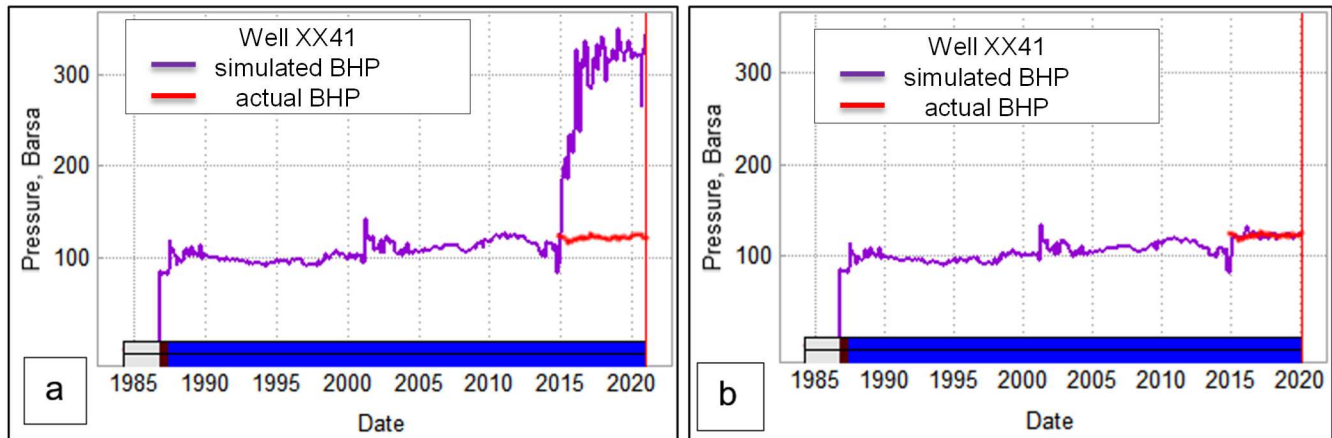 Well XX41
simulated BHP
actual BHP
Pressure, Barsa
300
200
100
1985 1990 1995 2000 2005 2010 2015 2020
Date
a
Well XX41
simulated BHP
actual BHP
Pressure, Barsa
300
200
100
1985 1990 1995 2000 2005 2010 2015 2020
Date
b